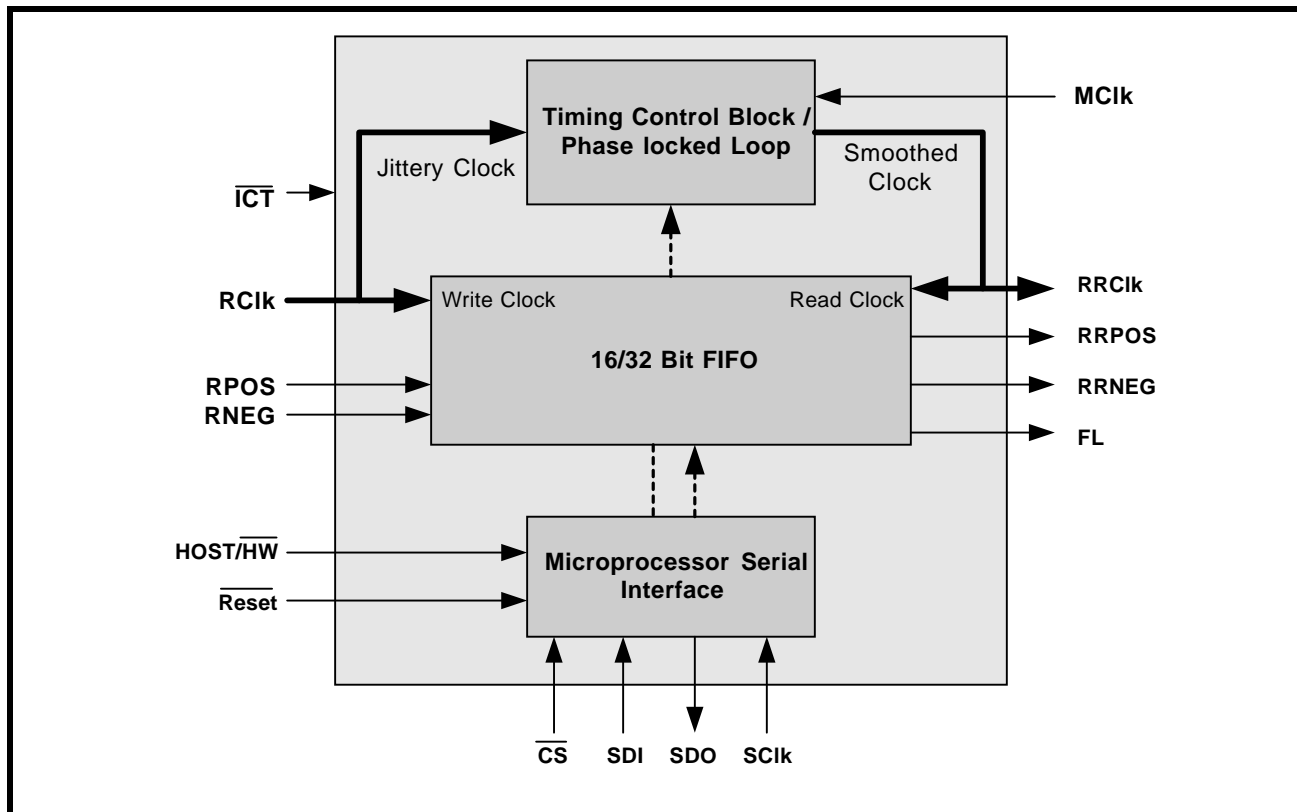 Timing Control Block /
Phase locked Loop
MClk
Jittery Clock
Smoothed
Clock
ICT
RClk
Write Clock
Read Clock
RRClk
RRPOS
16/32 Bit FIFO
RPOS
RRNEG
RNEG
FL
HOST/HW
Microprocessor Serial
Interface
Reset
CS
SDI
SDO
SClk